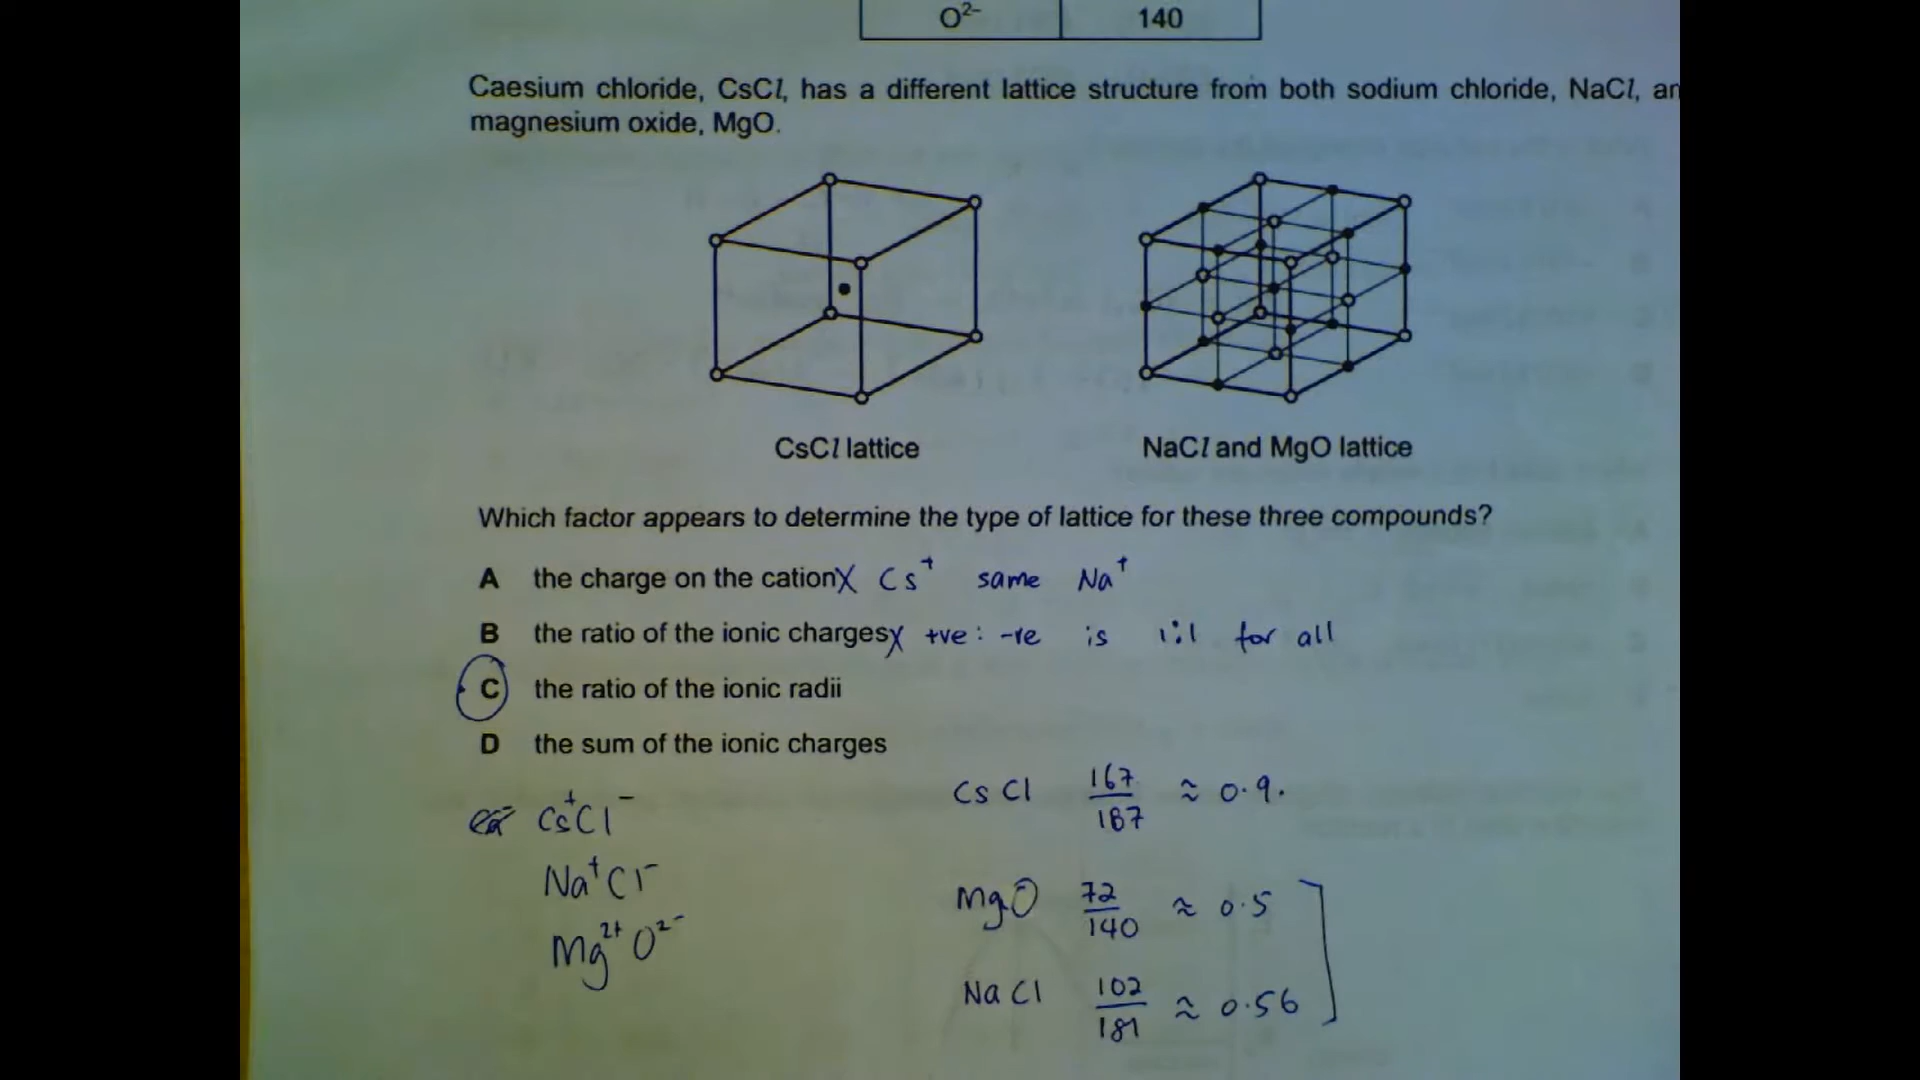 O²⁻ 140
Caesium chloride, CsCl, has a different lattice structure from both sodium chloride, NaCl, an
magnesium oxide, MgO.
CsCl lattice NaCl and MgO lattice
Which factor appears to determine the type of lattice for these three compounds?
A the charge on the cation X Cs⁺ same Na⁺
B the ratio of the ionic charges X +ve : -ve is 1:1 for all
C the ratio of the ionic radii
D the sum of the ionic charges
CsCl 167/187 ≈ 0.9.
Cs⁺Cl⁻
Na⁺Cl⁻
MgO 72/140 ≈ 0.5
Mg²⁺O²⁻
NaCl 102/181 ≈ 0.56